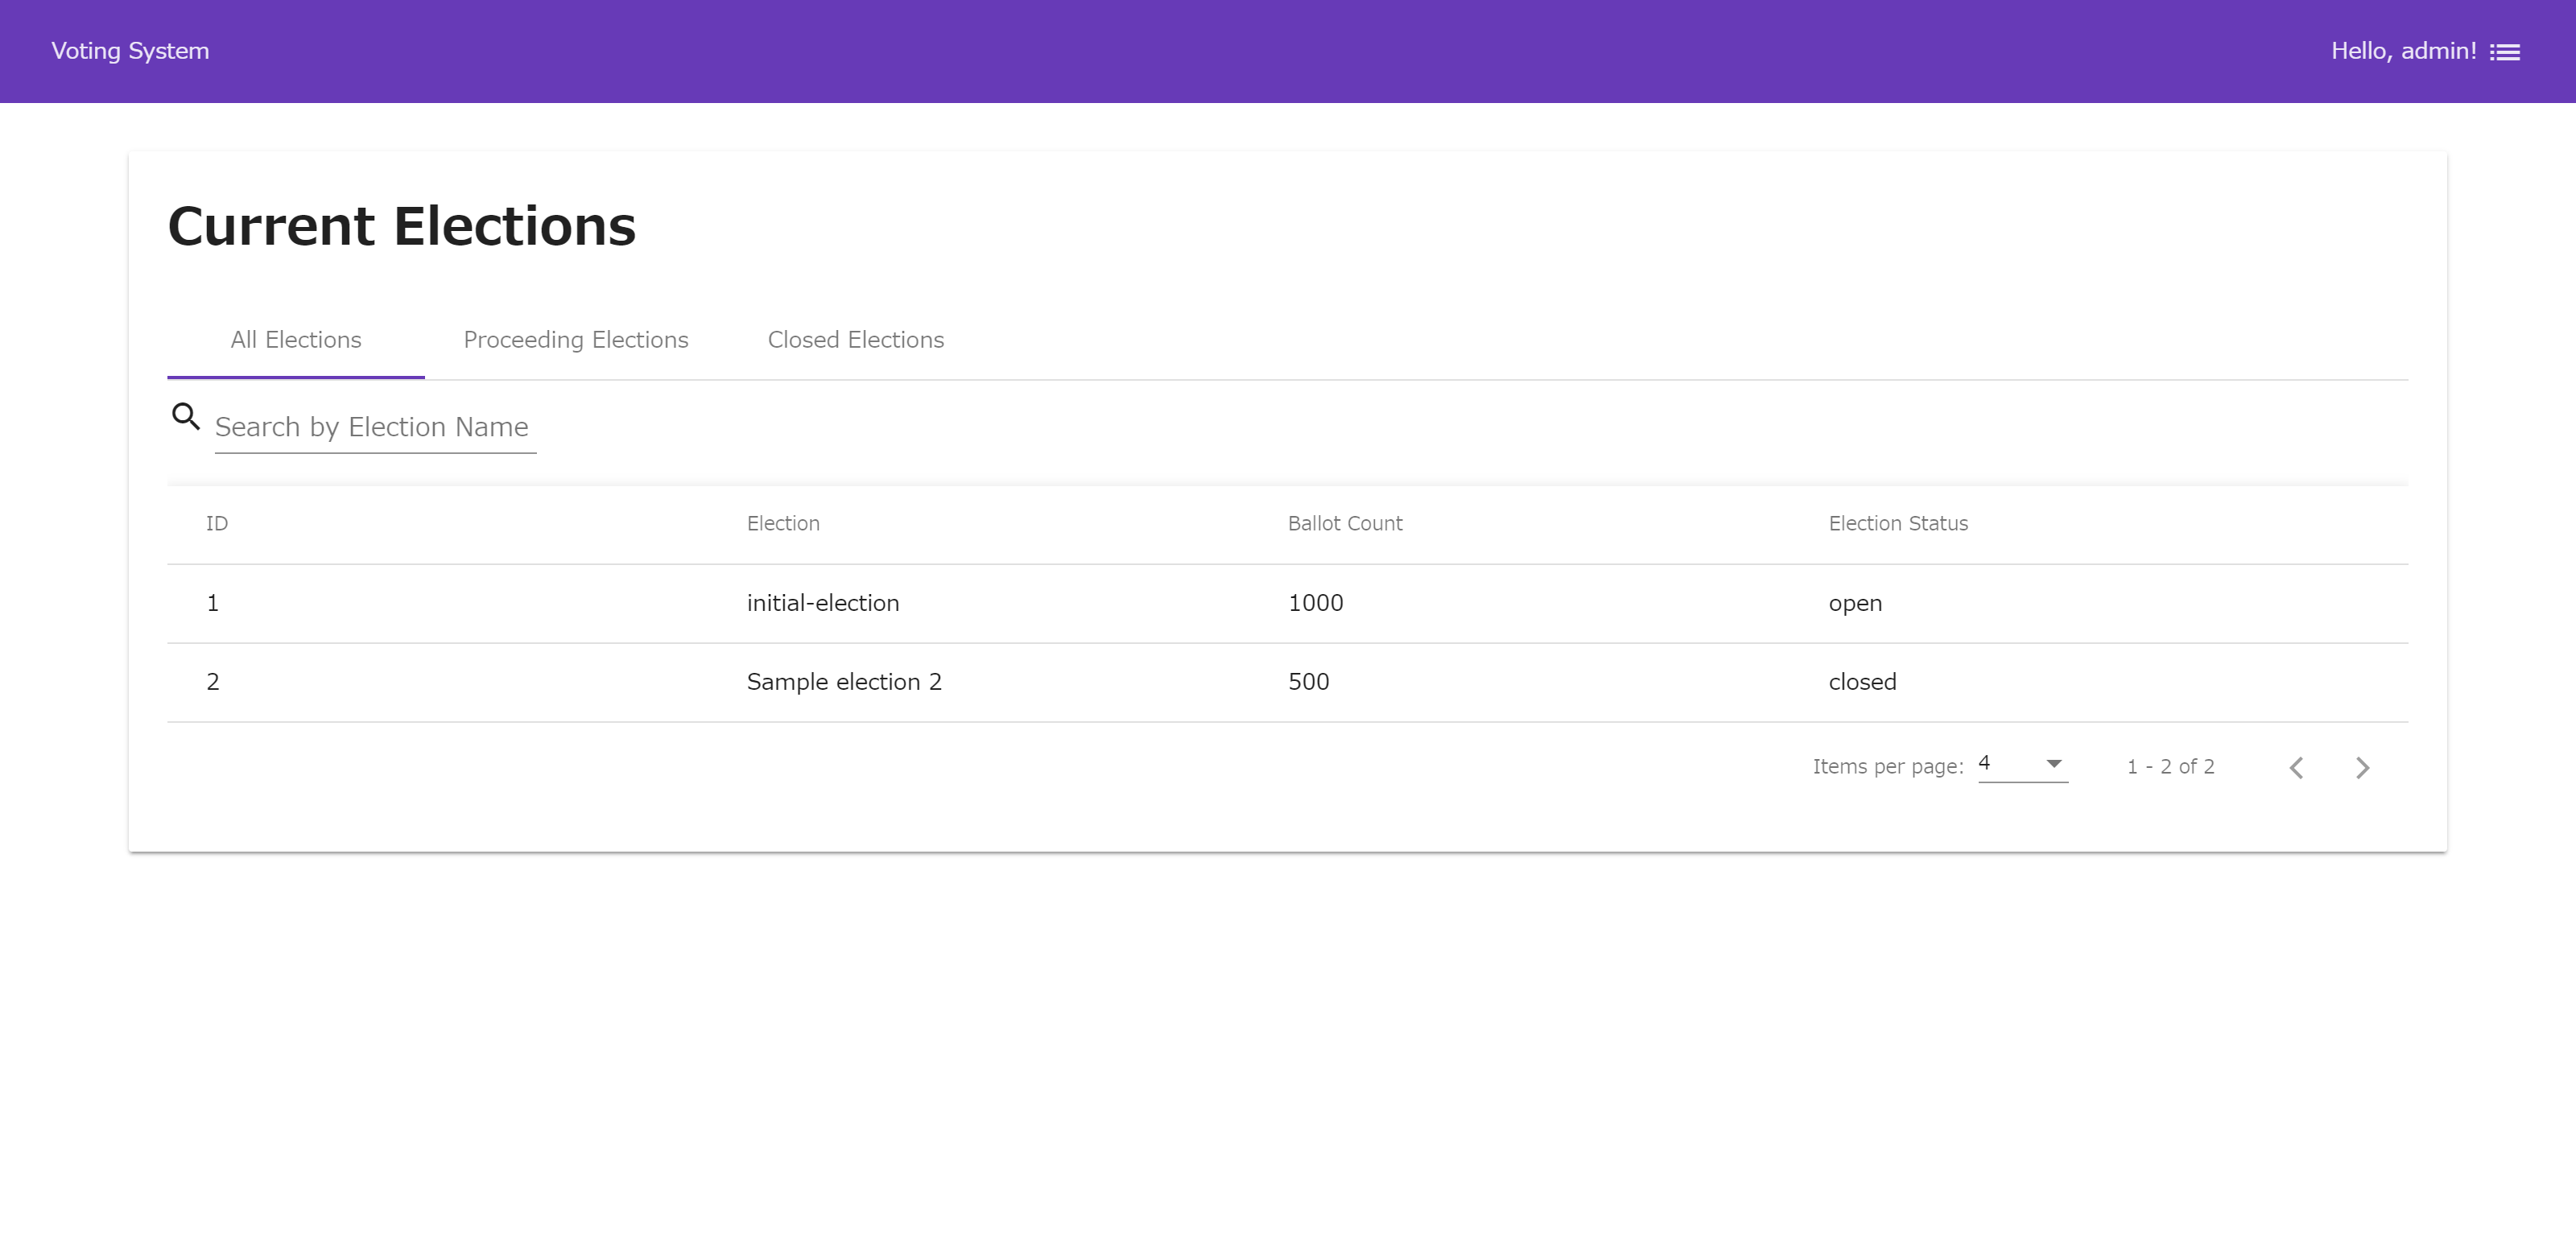 Voting System Hello, admin!
Current Elections
All Elections Proceeding Elections Closed Elections
Search by Election Name
ID Election Ballot Count Election Status
1 initial-election 1000 open
2 Sample election 2 500 closed
Items per page: 4 1 - 2 of 2